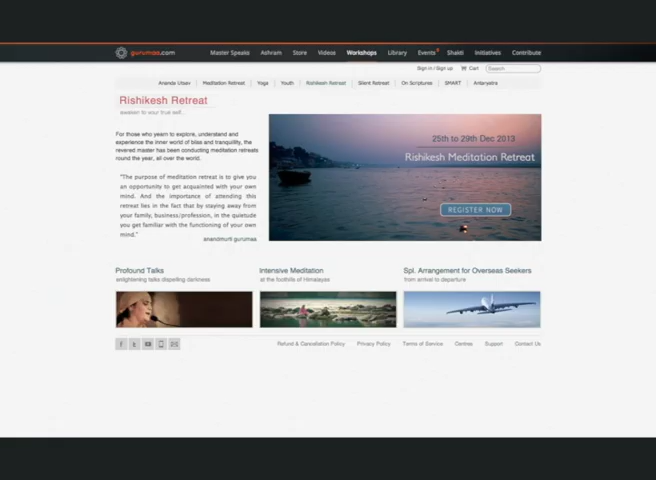 gurumaa.com
Master Speaks Ashram Store Videos Workshops Library Events Shakti Initiatives Contribute
Sign in / Sign up Cart Search
Ananda Utsav Meditation Retreat Yoga Youth Rishikesh Retreat Silent Retreat On Scriptures SMART Antaryatra
Rishikesh Retreat
awaken to your true self..
For those who yearn to explore, understand and
experience the inner world of bliss and tranquility, the
revered master has been conducting meditation retreats
round the year, all over the world.
"The purpose of meditation retreat is to give you
an opportunity to get acquainted with your own
mind. And the importance of attending this
retreat lies in the fact that by staying away from
your family, business/profession, in the quietude
you get familiar with the functioning of your own
mind."
anandmurti gurumaa
25th to 29th Dec 2013
Rishikesh Meditation Retreat
REGISTER NOW
Profound Talks
enlightening talks dispelling darkness
Intensive Meditation
at the foothills of Himalayas
Spl. Arrangement for Overseas Seekers
from arrival to departure
Refund & Cancellation Policy Privacy Policy Terms of Service Centres Support Contact Us